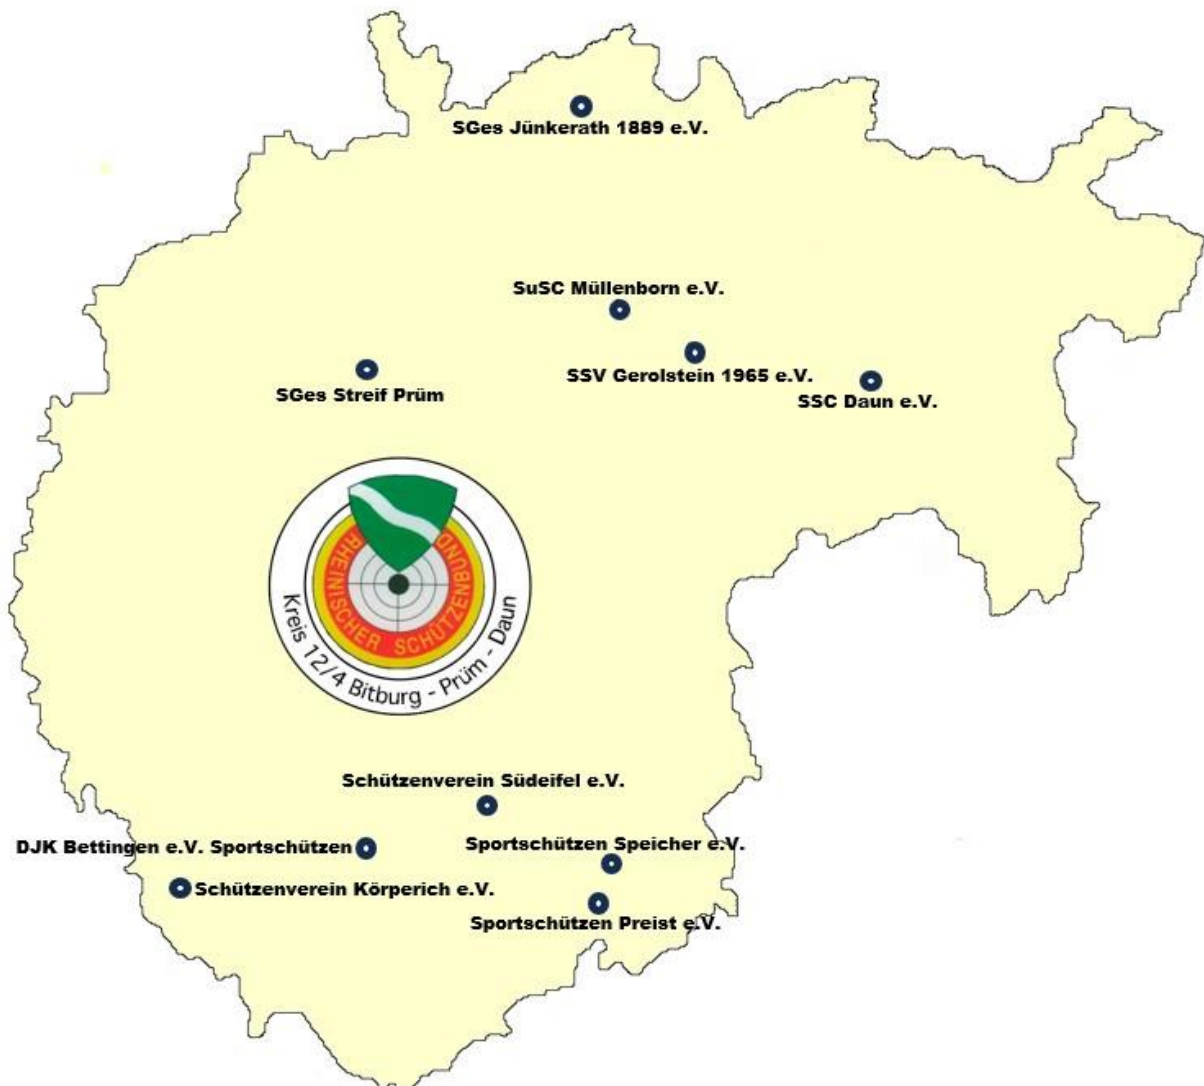 SGes Jünkerath 1889 e.V.
SuSC Müllenborn e.V.
SSV Gerolstein 1965 e.V.
SGes Streif Prüm
SSC Daun e.V.
RHEINISCHER SCHÜTZENBUND
Kreis 12/4 Bitburg - Prüm - Daun
Schützenverein Südeifel e.V.
DJK Bettingen e.V. Sportschützen
Sportschützen Speicher e.V.
Schützenverein Körperich e.V.
Sportschützen Preist e.V.